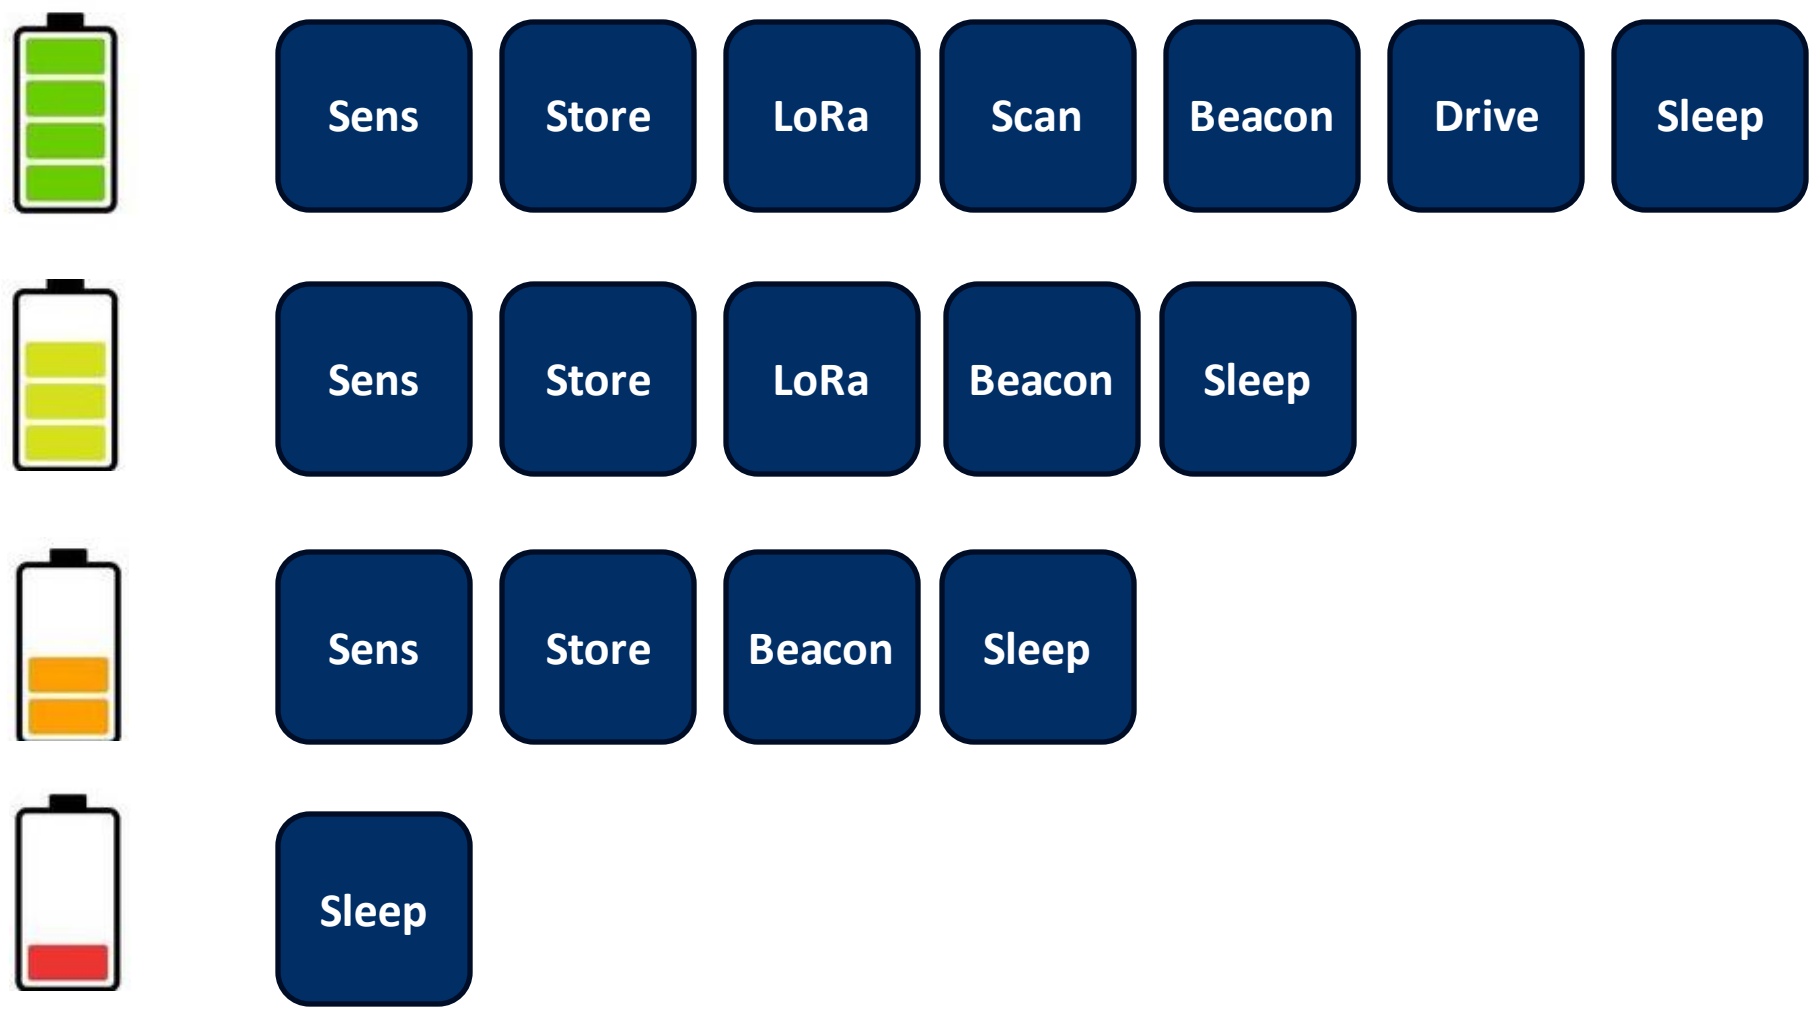 Sens Store LoRa Scan Beacon Drive Sleep
Sens Store LoRa Beacon Sleep
Sens Store Beacon Sleep
Sleep